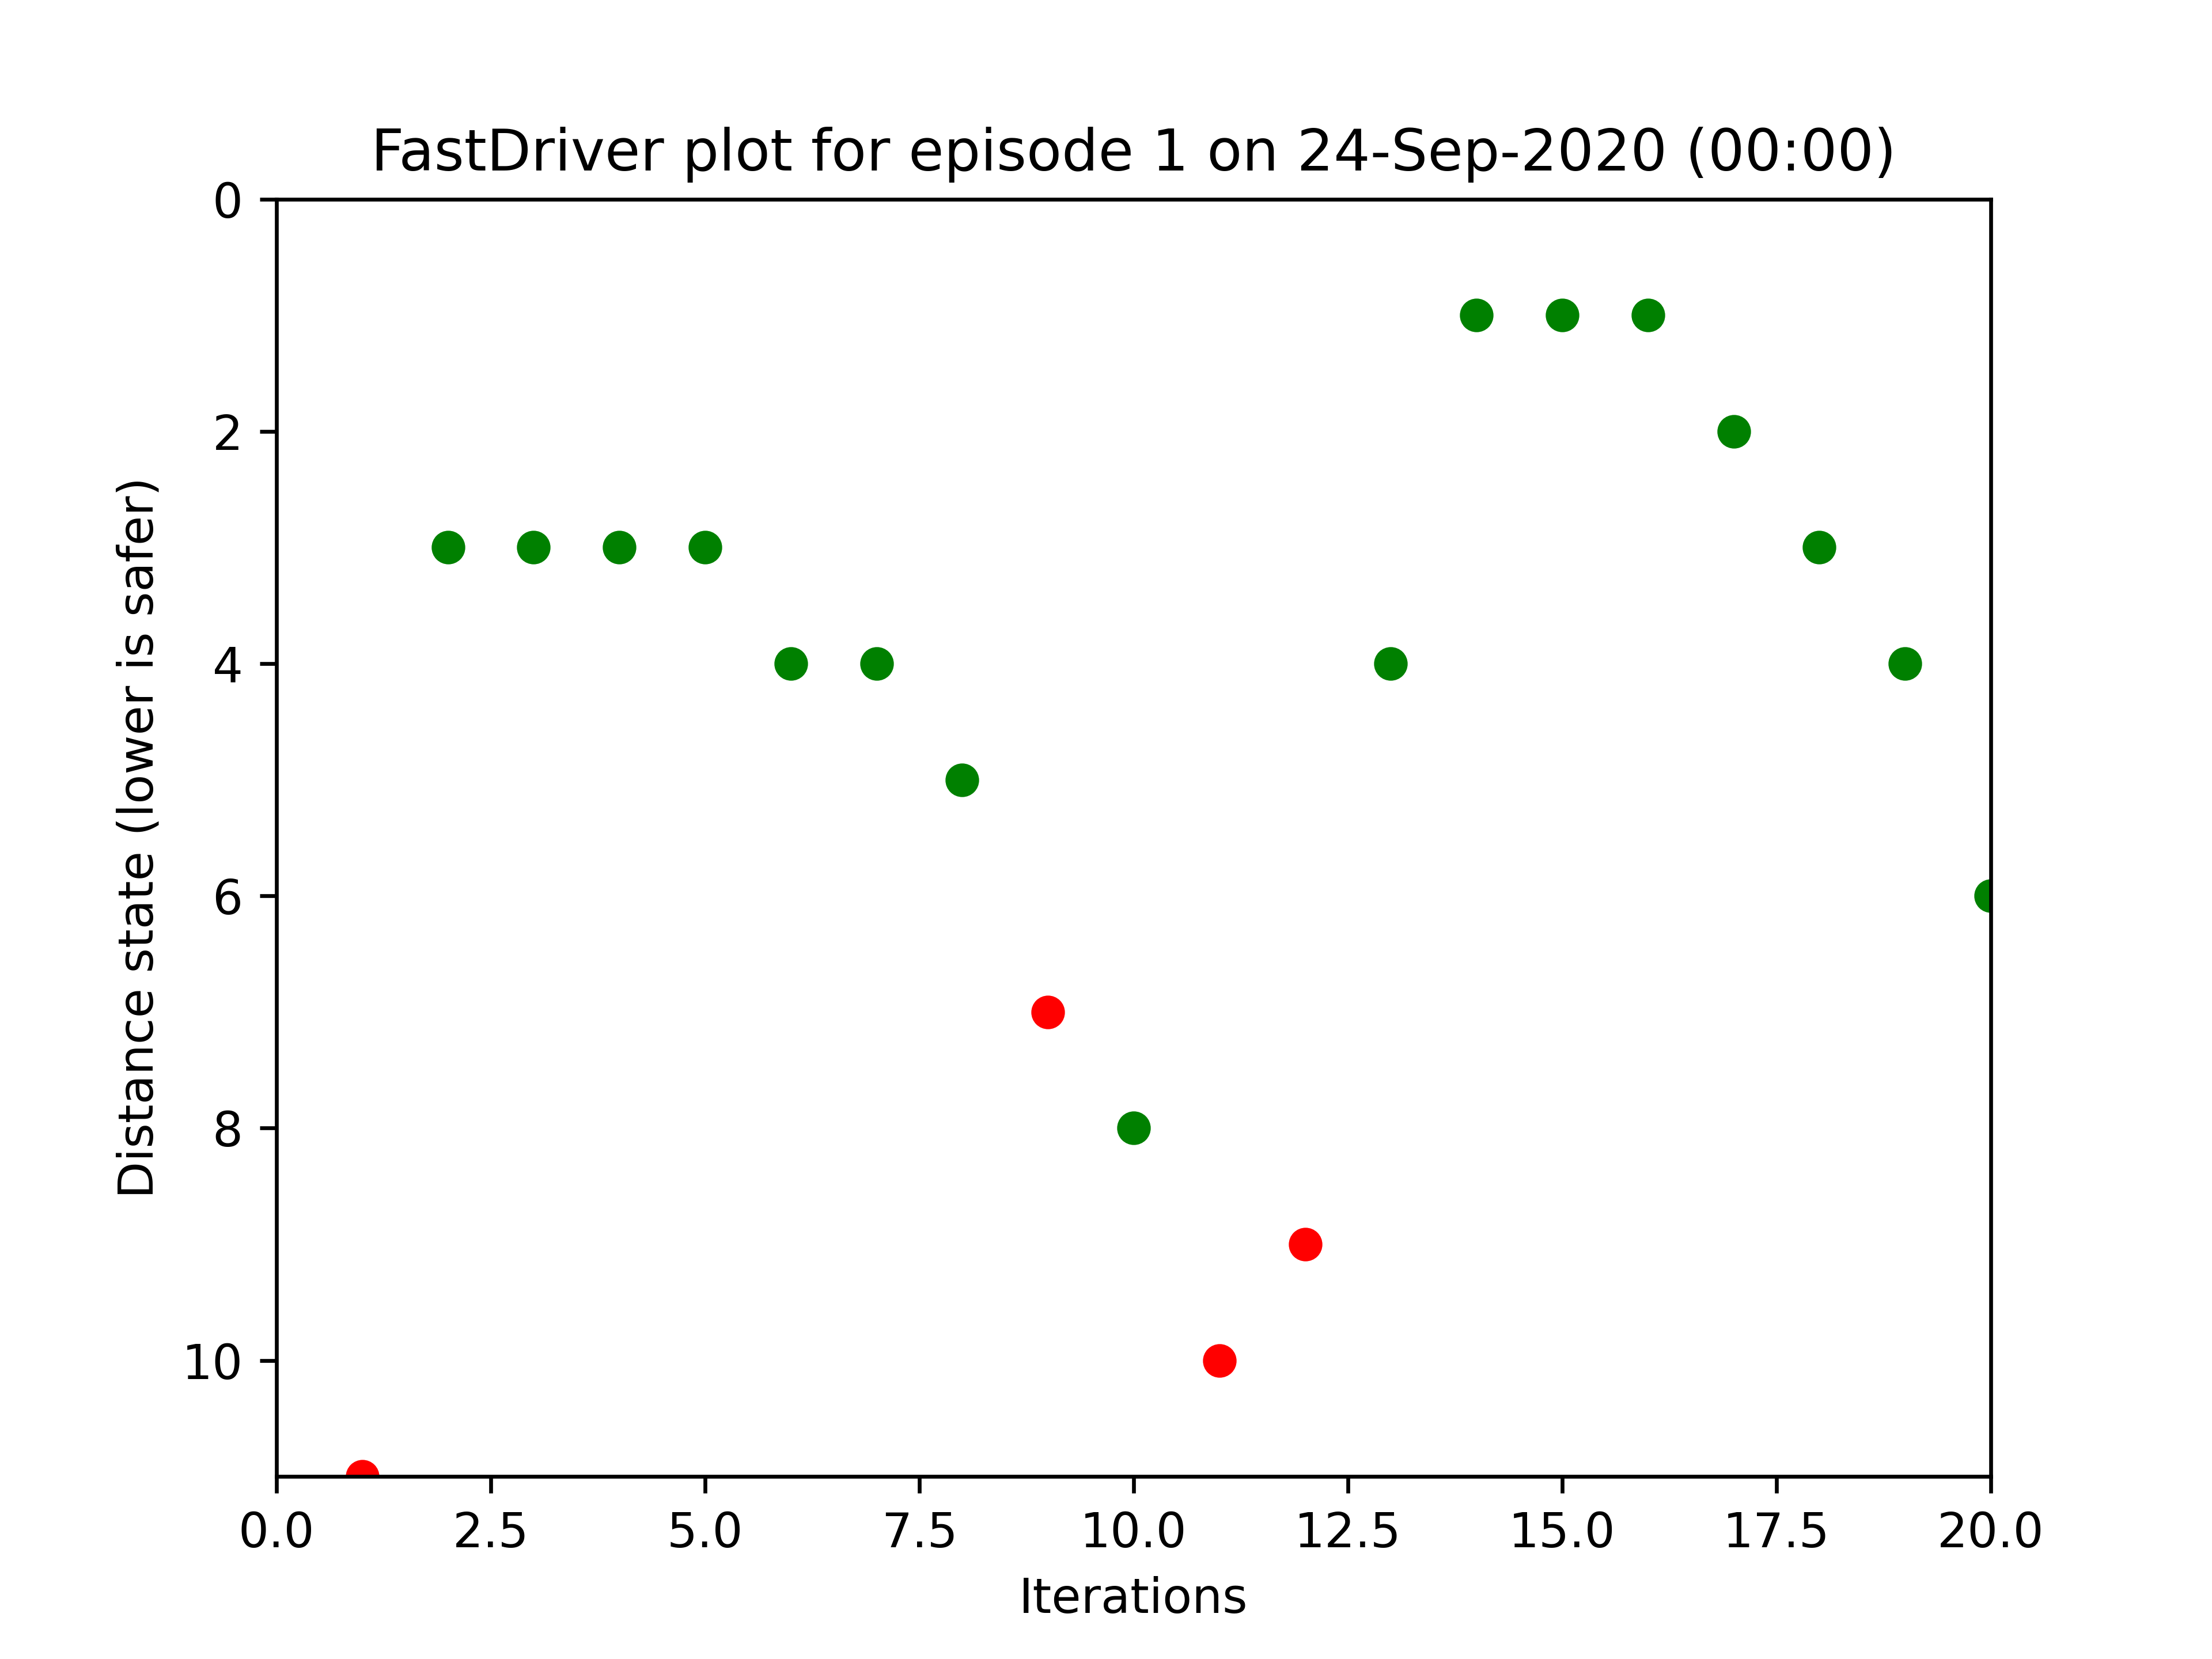 FastDriver plot for episode 1 on 24-Sep-2020 (00:00)
0
2
4
6
8
10
Distance state (lower is safer)
0.0 2.5 5.0 7.5 10.0 12.5 15.0 17.5 20.0
Iterations